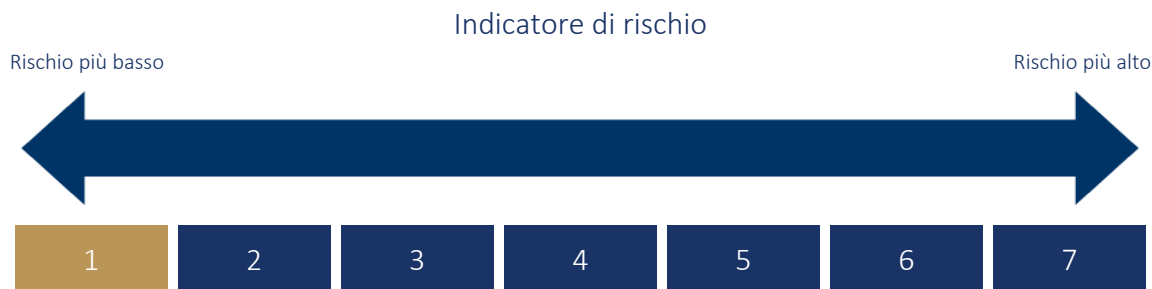 Indicatore di rischio
Rischio più basso
Rischio più alto
1 2 3 4 5 6 7